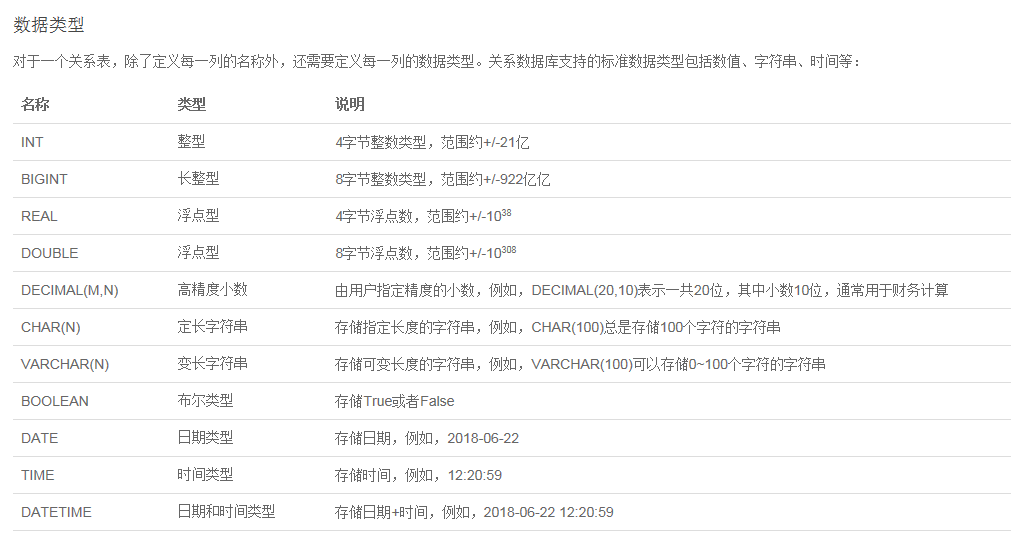 数据类型
对于一个关系表，除了定义每一列的名称外，还需要定义每一列的数据类型。关系数据库支持的标准数据类型包括数值、字符串、时间等：
名称 类型 说明
INT 整型 4字节整数类型，范围约+/-21亿
BIGINT 长整型 8字节整数类型，范围约+/-922亿亿
REAL 浮点型 4字节浮点数，范围约+/-10³⁸
DOUBLE 浮点型 8字节浮点数，范围约+/-10³⁰⁸
DECIMAL(M,N) 高精度小数 由用户指定精度的小数，例如，DECIMAL(20,10)表示一共20位，其中小数10位，通常用于财务计算
CHAR(N) 定长字符串 存储指定长度的字符串，例如，CHAR(100)总是存储100个字符的字符串
VARCHAR(N) 变长字符串 存储可变长度的字符串，例如，VARCHAR(100)可以存储0~100个字符的字符串
BOOLEAN 布尔类型 存储True或者False
DATE 日期类型 存储日期，例如，2018-06-22
TIME 时间类型 存储时间，例如，12:20:59
DATETIME 日期和时间类型 存储日期+时间，例如，2018-06-22 12:20:59